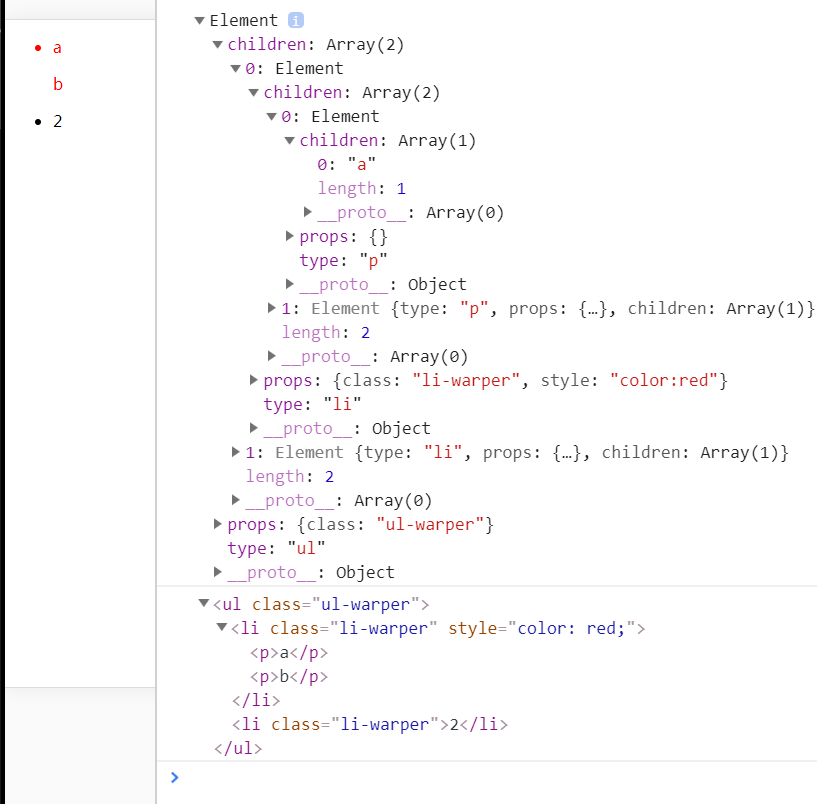 a
b
2
Element i
children: Array(2)
0: Element
children: Array(2)
0: Element
children: Array(1)
0: "a"
length: 1
__proto__: Array(0)
props: {}
type: "p"
__proto__: Object
1: Element {type: "p", props: {…}, children: Array(1)}
length: 2
__proto__: Array(0)
props: {class: "li-warper", style: "color:red"}
type: "li"
__proto__: Object
1: Element {type: "li", props: {…}, children: Array(1)}
length: 2
__proto__: Array(0)
props: {class: "ul-warper"}
type: "ul"
__proto__: Object
<ul class="ul-warper">
<li class="li-warper" style="color: red;">
<p>a</p>
<p>b</p>
</li>
<li class="li-warper">2</li>
</ul>